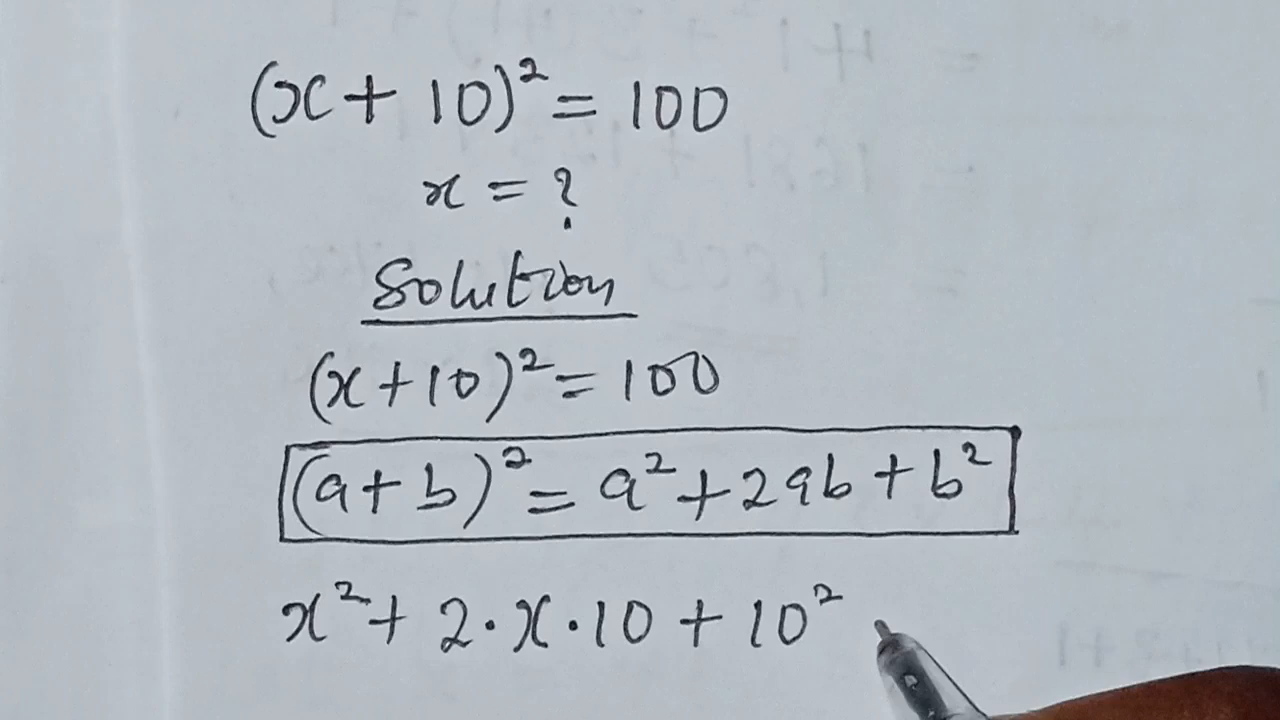 (x + 10)² = 100
x = ?
Solution
(x+10)² = 100
(a+b)² = a²+2ab+b²
x²+ 2·x·10 + 10²